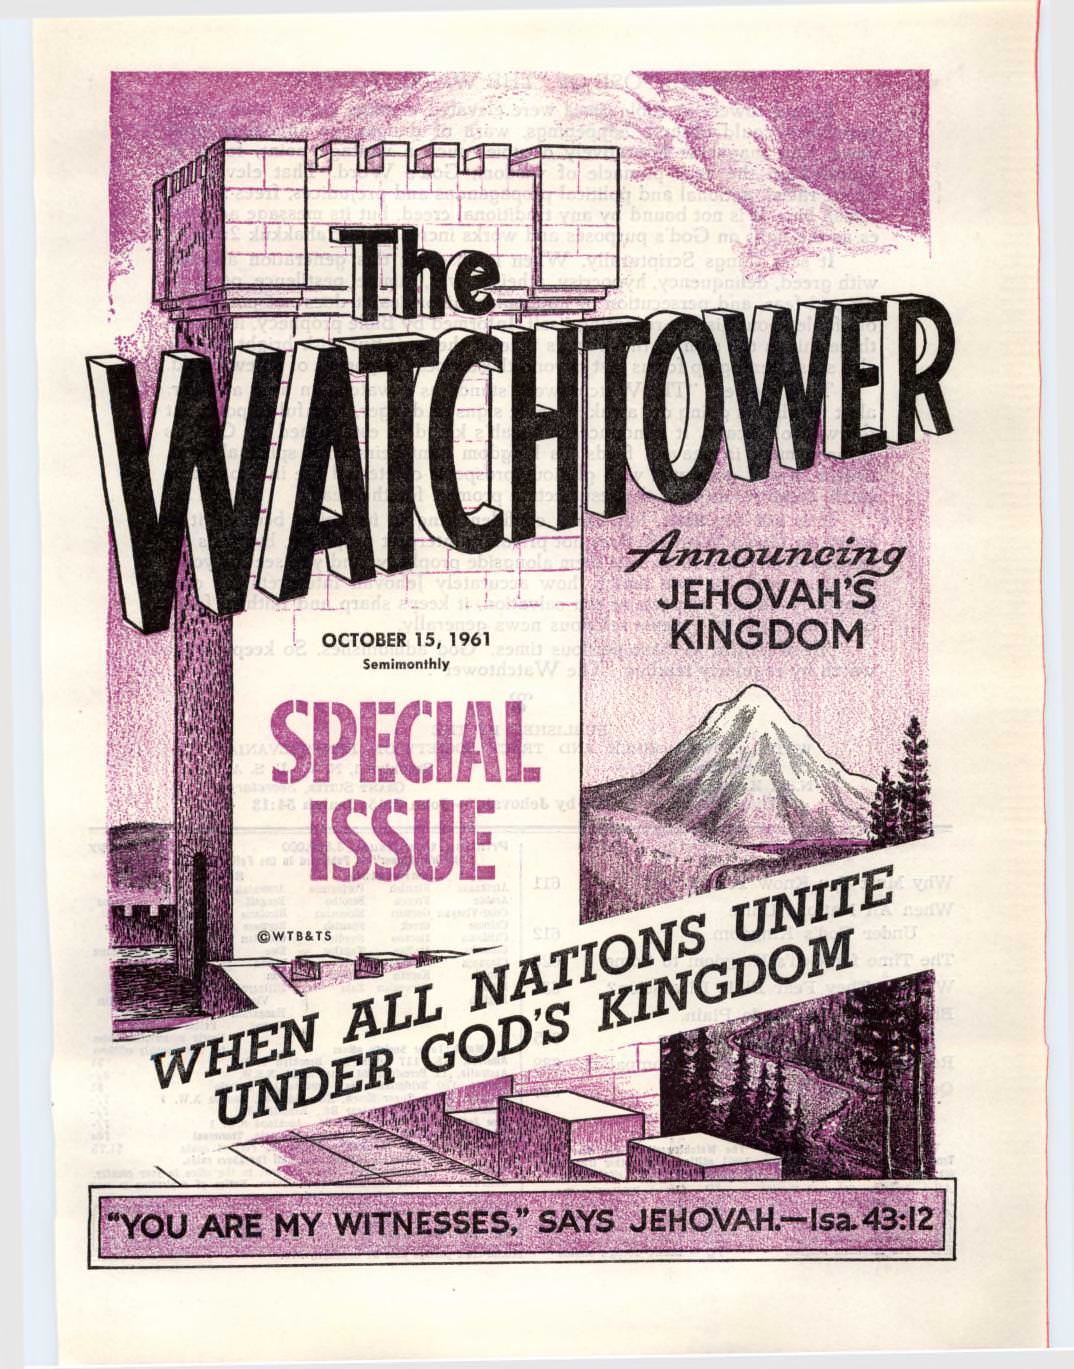 The
WATCHTOWER
Announcing
JEHOVAH'S
KINGDOM
OCTOBER 15, 1961
Semimonthly
SPECIAL
ISSUE
©WTB&TS
WHEN ALL NATIONS UNITE
UNDER GOD'S KINGDOM
"YOU ARE MY WITNESSES," SAYS JEHOVAH.—Isa. 43:12